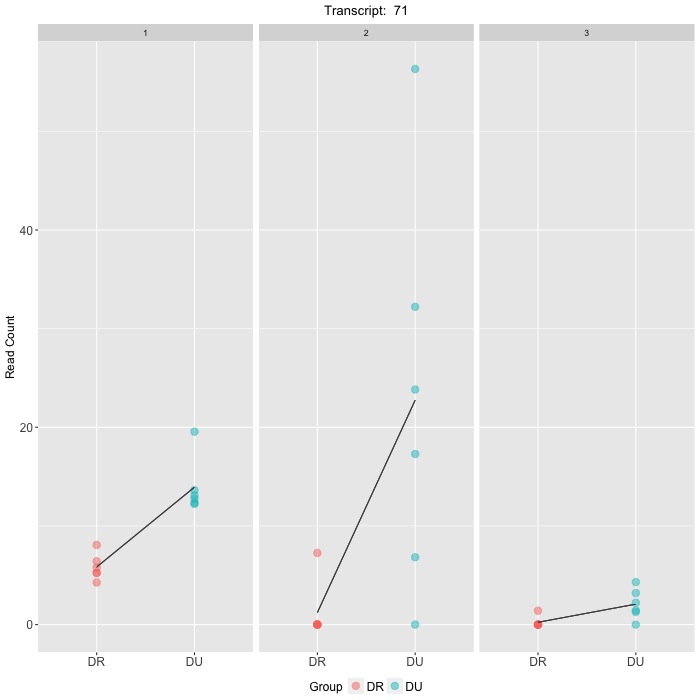 Transcript: 71
1 2 3
40
20
0
Read Count
DR DU DR DU DR DU
Group DR DU